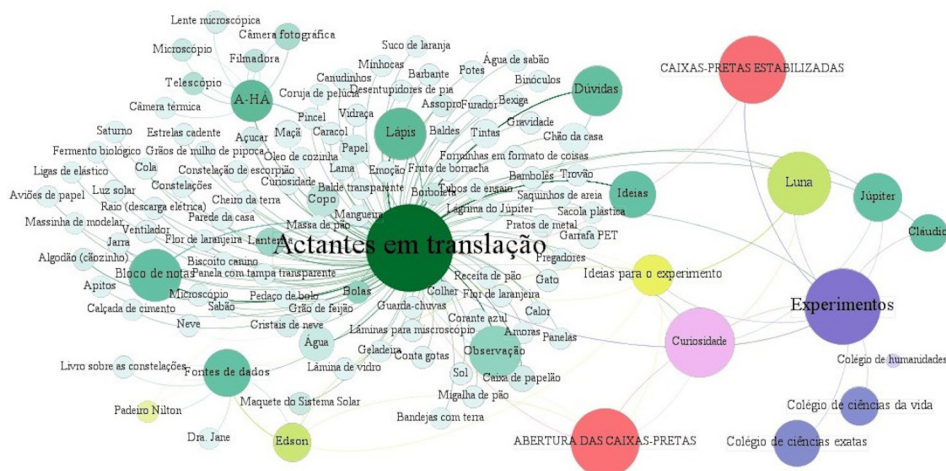 Lente microscópica
Câmera fotográfica
Microscópio
Filmadora
Telescópio
A-HÁ
Câmera térmica
Suco de laranja
Minhocas
Canudinhos
Barbante
Potes
Água de sabão
Coruja de pelúcia
Desentupidores de pia
Binóculos
Assopro
Furador
Bexiga
Dúvidas
CAIXAS-PRETAS ESTABILIZADAS
Pincel
Vidraça
Lápis
Baldes
Gravidade
Saturno
Estrelas cadente
Açucar
Maçã
Caracol
Tintas
Chão da casa
Fermento biológico
Grãos de milho de pipoca
Óleo de cozinha
Papel
Forminhas em formato de coisas
Ligas de elástico
Cola
Constelação de escorpião
Lama
Emoção
Fruta de borracha
Bambolês
Trovão
Luz solar
Constelações
Curiosidade
Balde transparente
Tubos de ensaio
Ideias
Luna
Júpiter
Aviões de papel
Raio (descarga elétrica)
Cheiro da terra
Copo
Borboleta
Saquinhos de areia
Massinha de modelar
Ventilador
Parede da casa
Mangueira
Lágrima do Júpiter
Sacola plástica
Jarra
Flor de laranjeira
Lanterna
Massa de pão
Pratos de metal
Garrafa PET
Cláudio
Actantes em translação
Algodão (cãozinho)
Bloco de notas
Biscoito canino
Panela com tampa transparente
Pregadores
Gato
Ideias para o experimento
Apitos
Microscópio
Pedaço de bolo
Bolas
Colher
Receita de pão
Flor de laranjeira
Calçada de cimento
Sabão
Grão de feijão
Guarda-chuvas
Calor
Experimentos
Neve
Cristais de neve
Corante azul
Amoras
Panelas
Água
Lâminas para miscroscópio
Observação
Curiosidade
Geladeira
Conta gotas
Livro sobre as constelações
Fontes de dados
Lâmina de vidro
Sol
Caixa de papelão
Colégio de humanidades
Migalha de pão
Padeiro Nilton
Maquete do Sistema Solar
Bandejas com terra
Colégio de ciências da vida
Dra. Jane
Edson
ABERTURA DAS CAIXAS-PRETAS
Colégio de ciências exatas